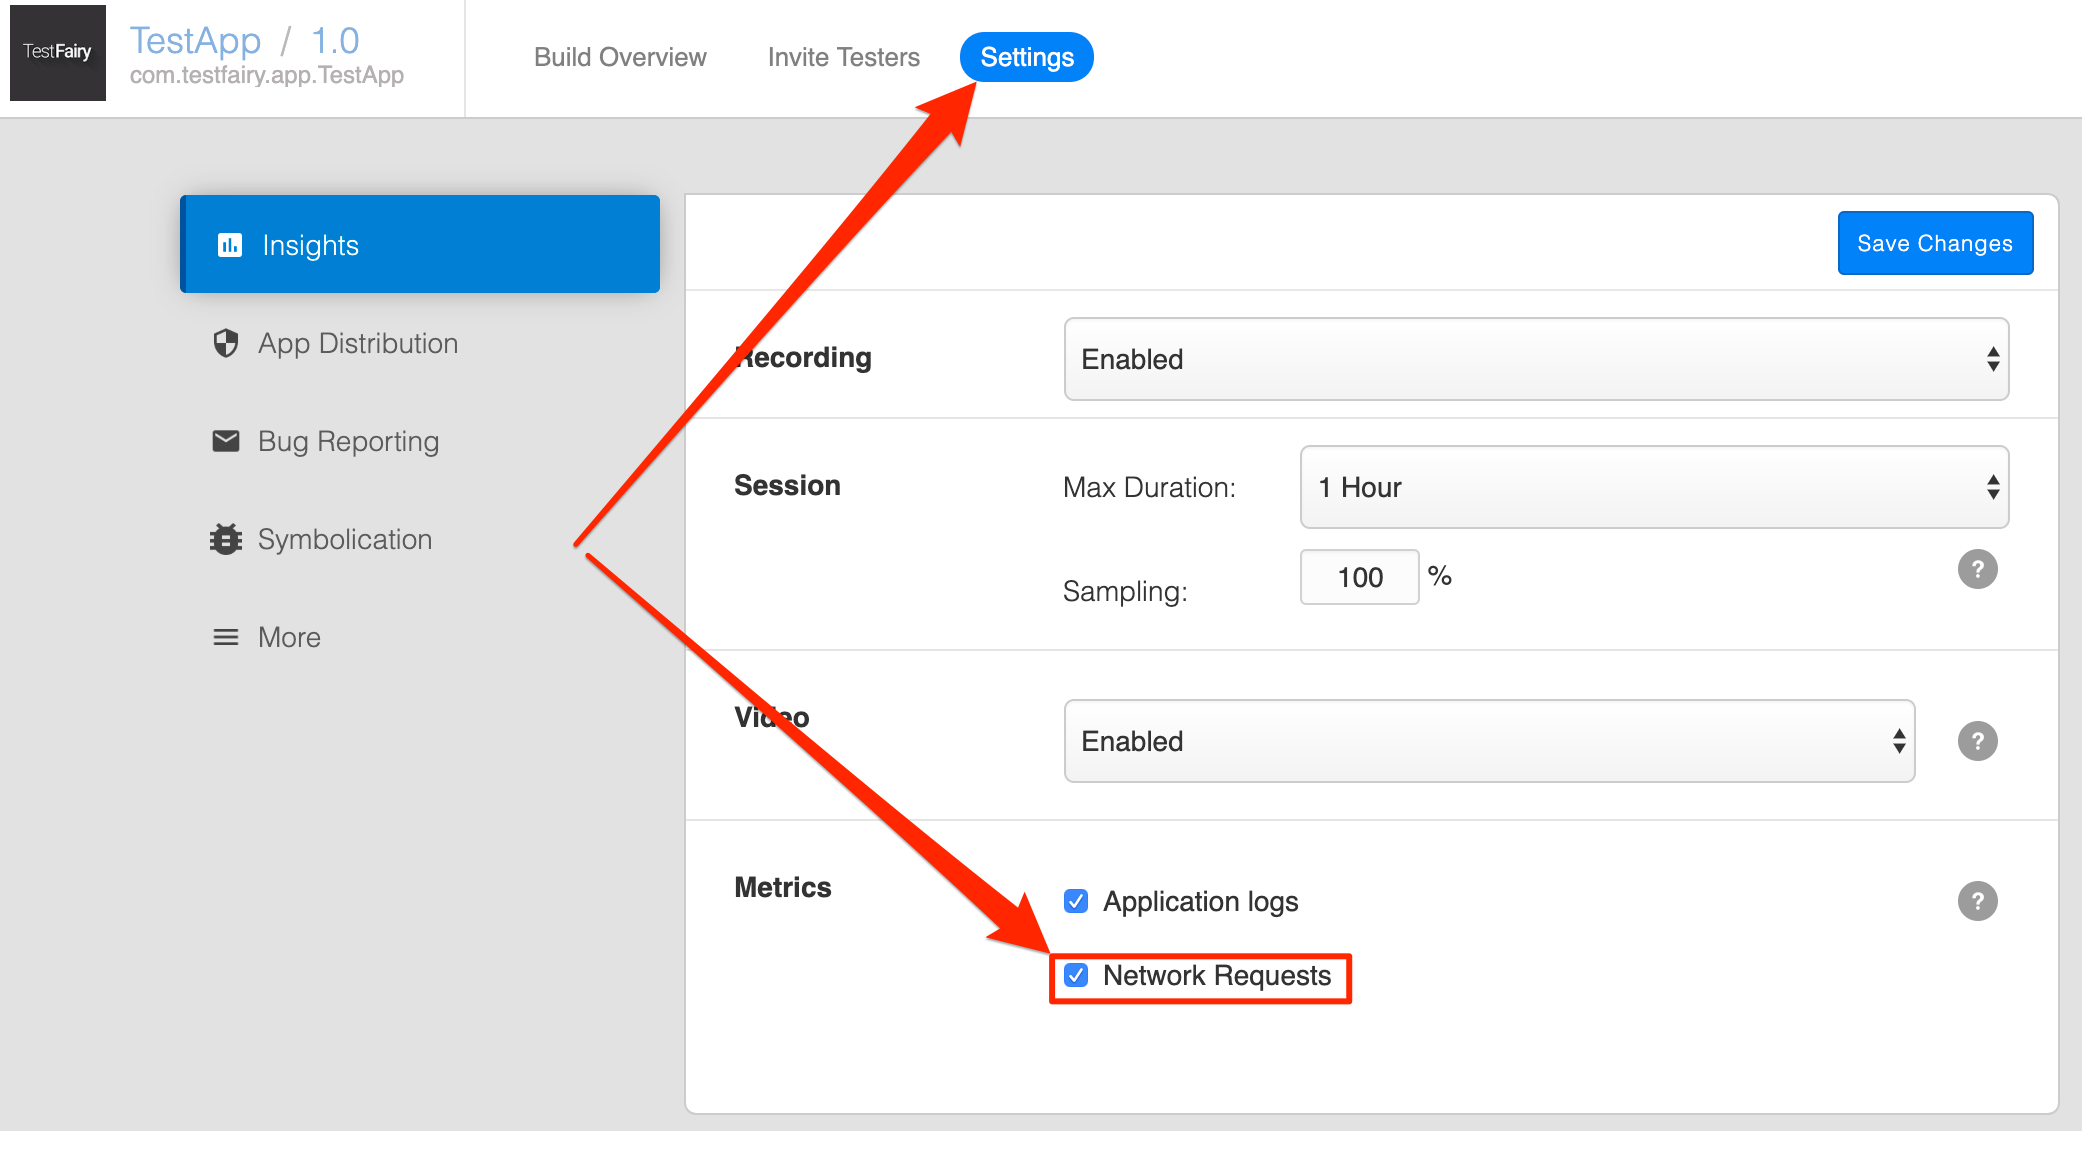 TestFairy
TestApp / 1.0
com.testfairy.app.TestApp
Build Overview
Invite Testers
Settings
Insights
App Distribution
Bug Reporting
Symbolication
More
Save Changes
Recording
Enabled
Session
Max Duration:
1 Hour
Sampling:
100 %
?
Video
Enabled
?
Metrics
Application logs
?
Network Requests